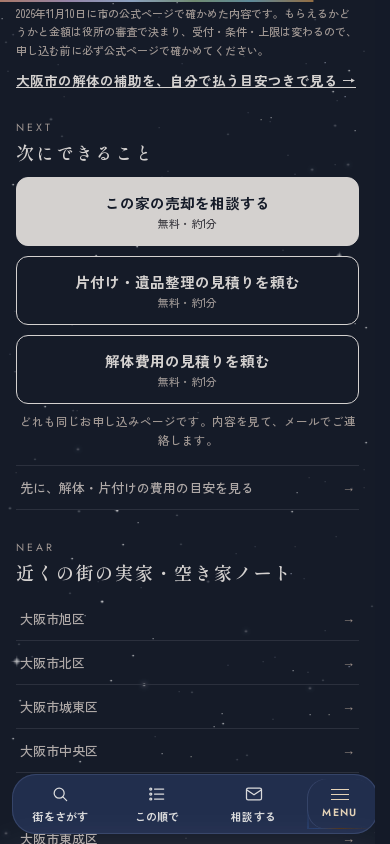 2026年11月10日に市の公式ページで確かめた内容です。もらえるかど
うかと金額は役所の審査で決まり、受付・条件・上限は変わるので、
申し込む前に必ず公式ページで確かめてください。
大阪市の解体の補助を、自分で払う目安つきで見る →
NEXT
次にできること
この家の売却を相談する
無料・約1分
片付け・遺品整理の見積りを頼む
無料・約1分
解体費用の見積りを頼む
無料・約1分
どれも同じお申し込みページです。内容を見て、メールでご連
絡します。
先に、解体・片付けの費用の目安を見る →
NEAR
近くの街の実家・空き家ノート
大阪市旭区 →
大阪市北区 →
大阪市城東区 →
大阪市中央区 →
街をさがす この順で 相談する MENU
大阪市東成区